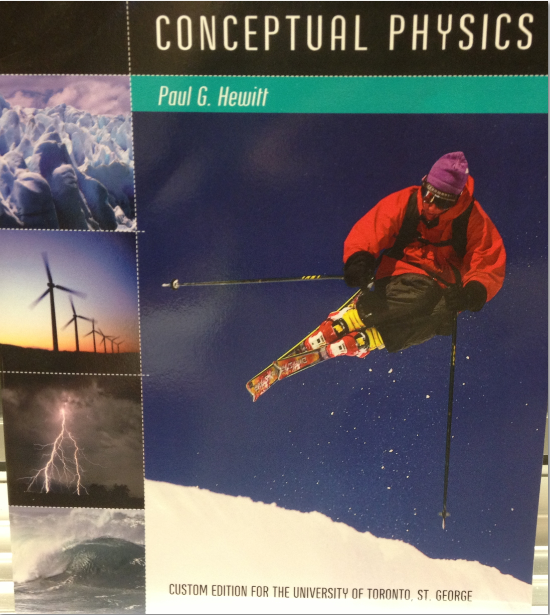 CONCEPTUAL PHYSICS
Paul G. Hewitt
CUSTOM EDITION FOR THE UNIVERSITY OF TORONTO, ST. GEORGE